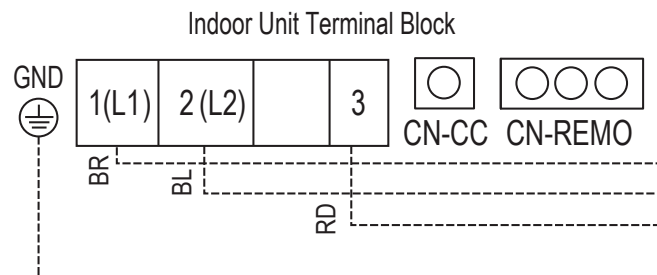 Indoor Unit Terminal Block
GND
1(L1) 2(L2) 3
CN-CC CN-REMO
BR
BL
RD